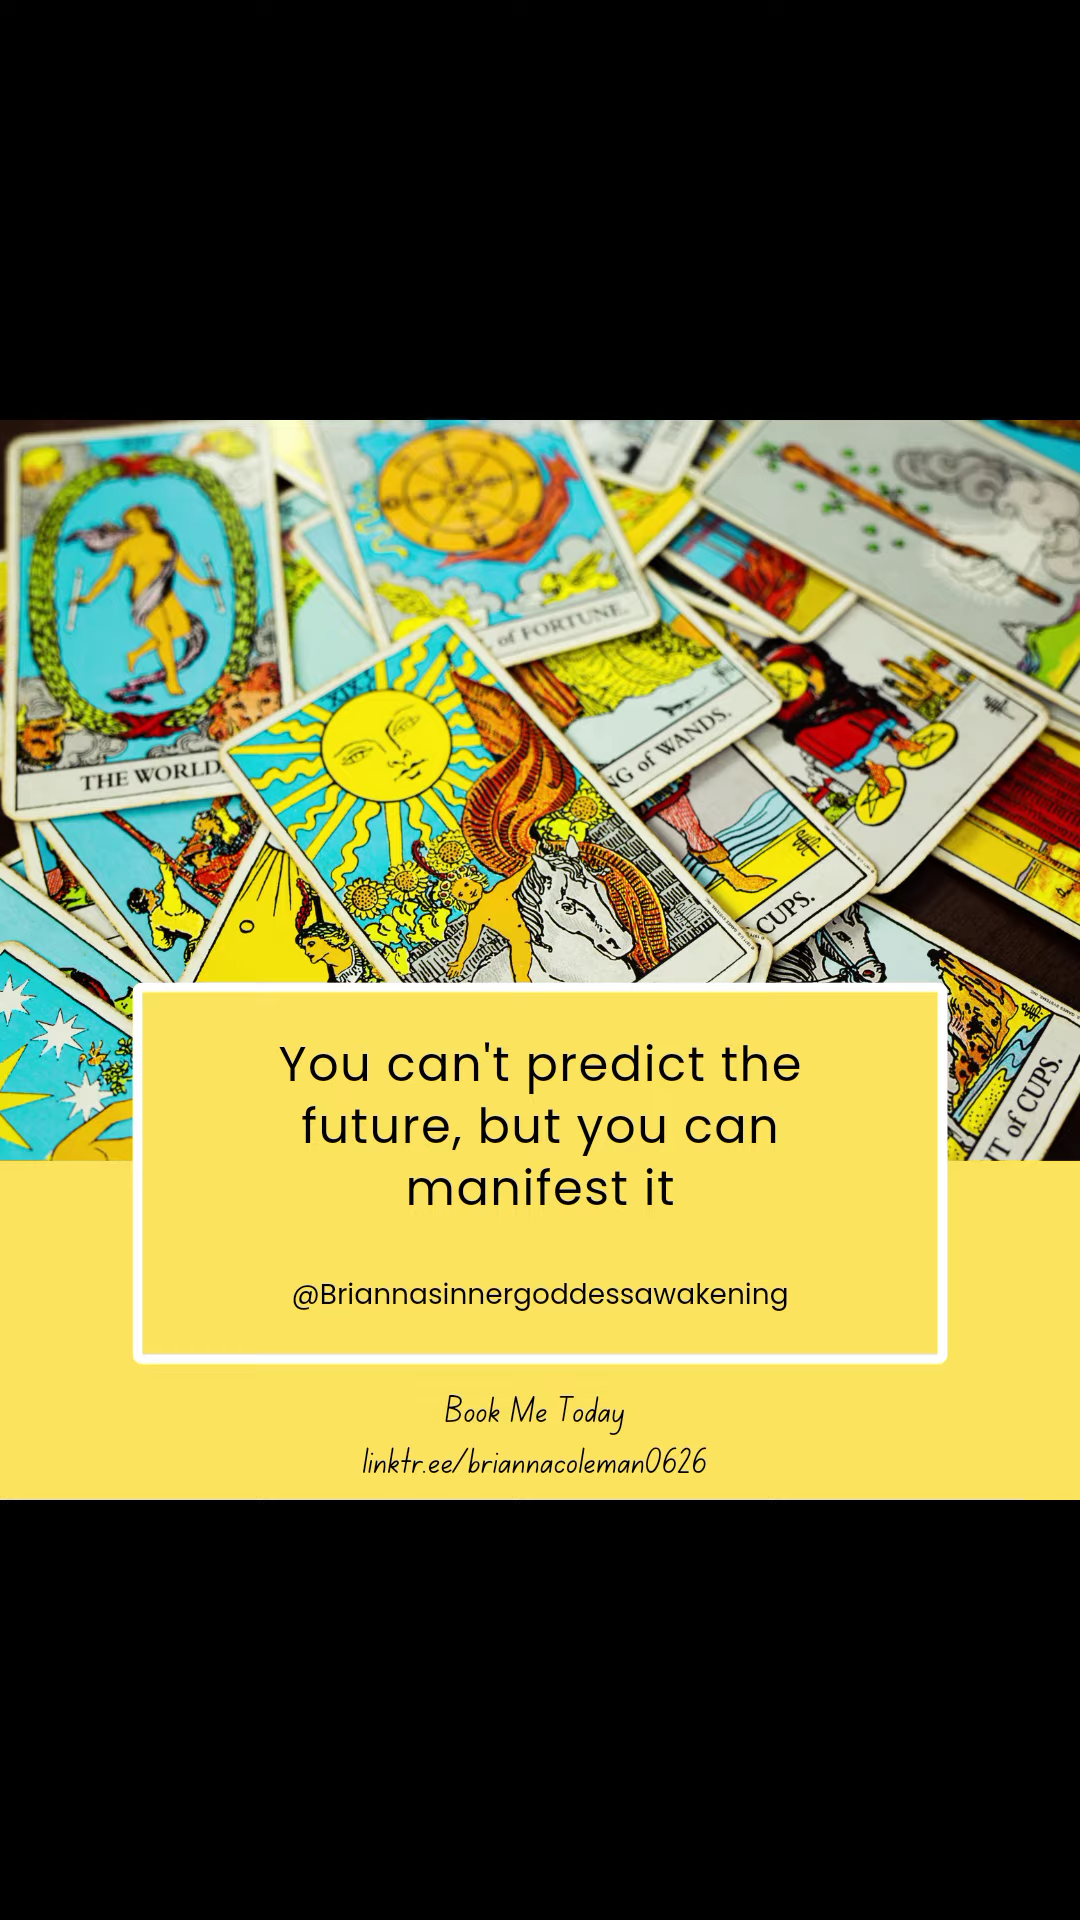 THE WORLD.
of FORTUNE.
NG of WANDS.
CUPS.
of CUPS.
You can't predict the
future, but you can
manifest it
@Briannasinnergoddessawakening
Book Me Today
linktr.ee/briannacoleman0626